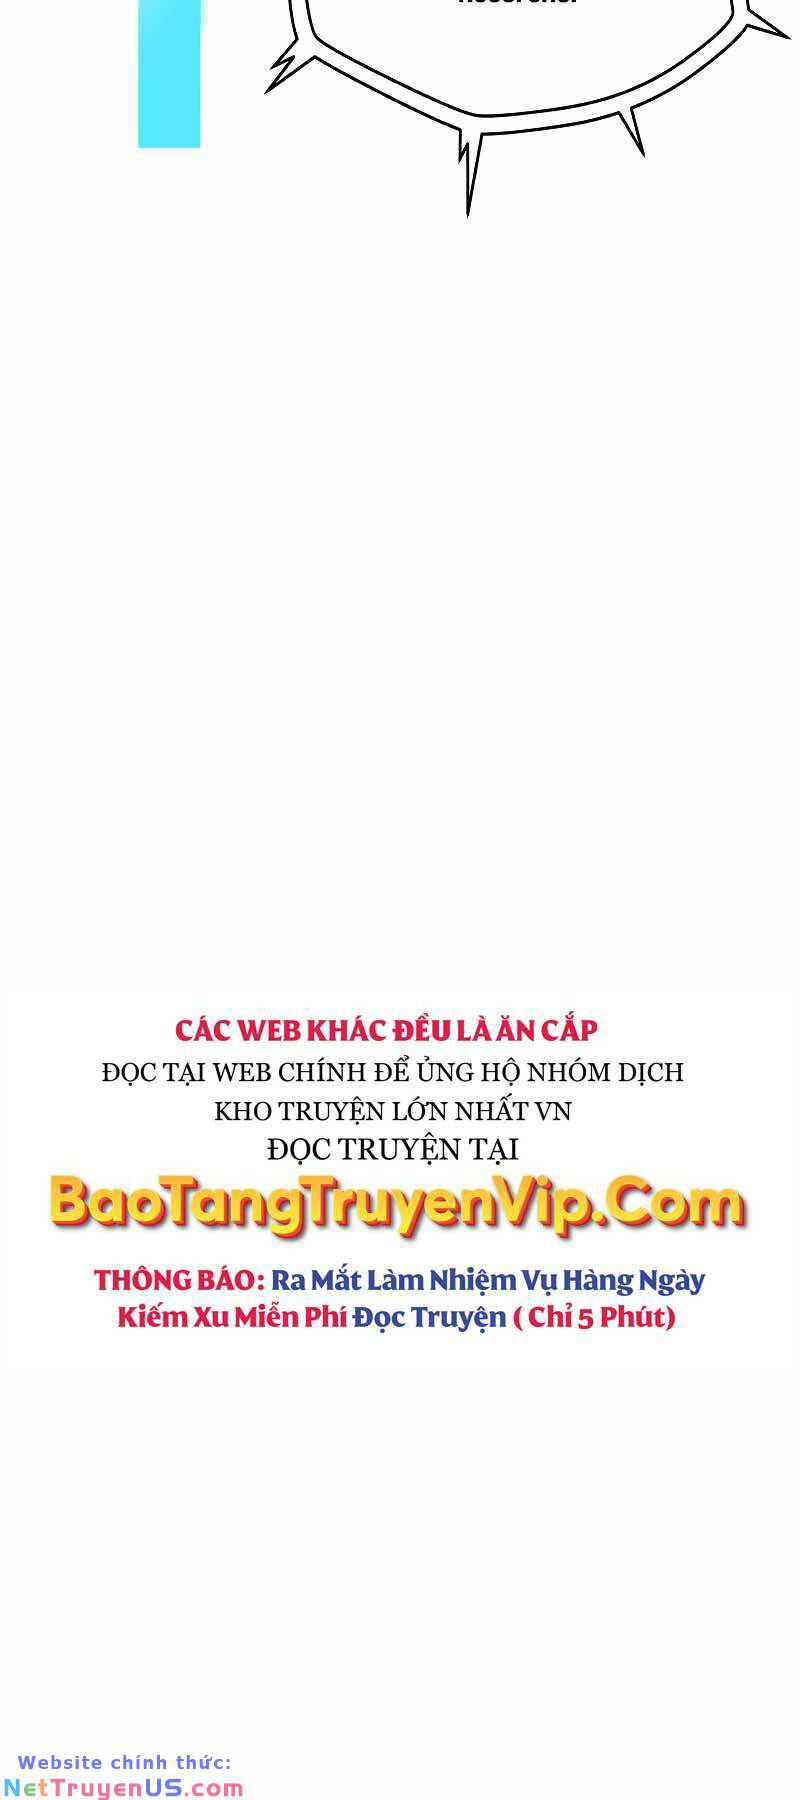 CÁC WEB KHÁC ĐỀU LÀ ĂN CẮP
ĐỌC TẠI WEB CHÍNH ĐỂ ỦNG HỘ NHÓM DỊCH
KHO TRUYỆN LỚN NHẤT VN
ĐỌC TRUYỆN TẠI
BaoTangTruyenVip.Com
THÔNG BÁO: Ra Mắt Làm Nhiệm Vụ Hàng Ngày
Kiếm Xu Miễn Phí Đọc Truyện ( Chỉ 5 Phút)
Website chính thức:
NetTruyenUS.com